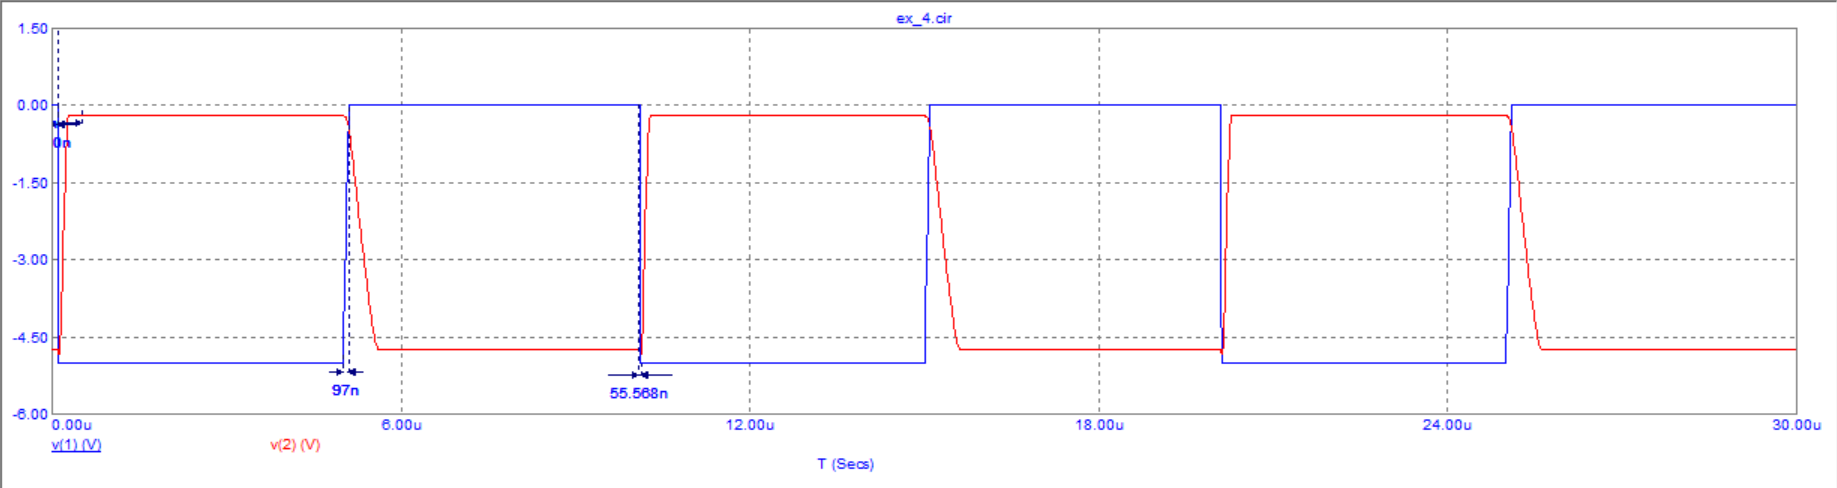 ex_4.cir
1.50
0.00
0n
-1.50
-3.00
-4.50
97n
55.568n
-6.00
0.00u 6.00u 12.00u 18.00u 24.00u 30.00u
v(1) (V) v(2) (V)
T (Secs)